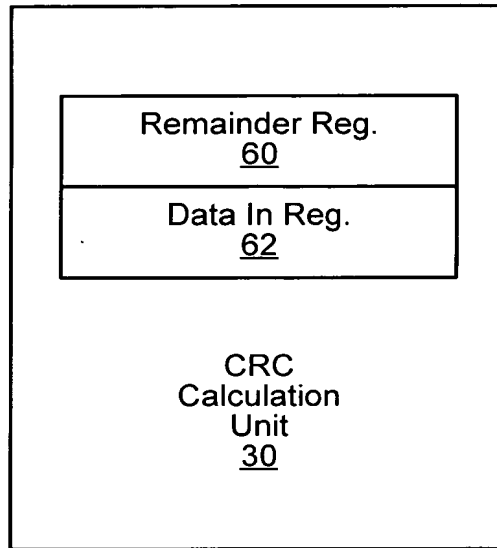 Remainder Reg.
60
Data In Reg.
62
CRC
Calculation
Unit
30